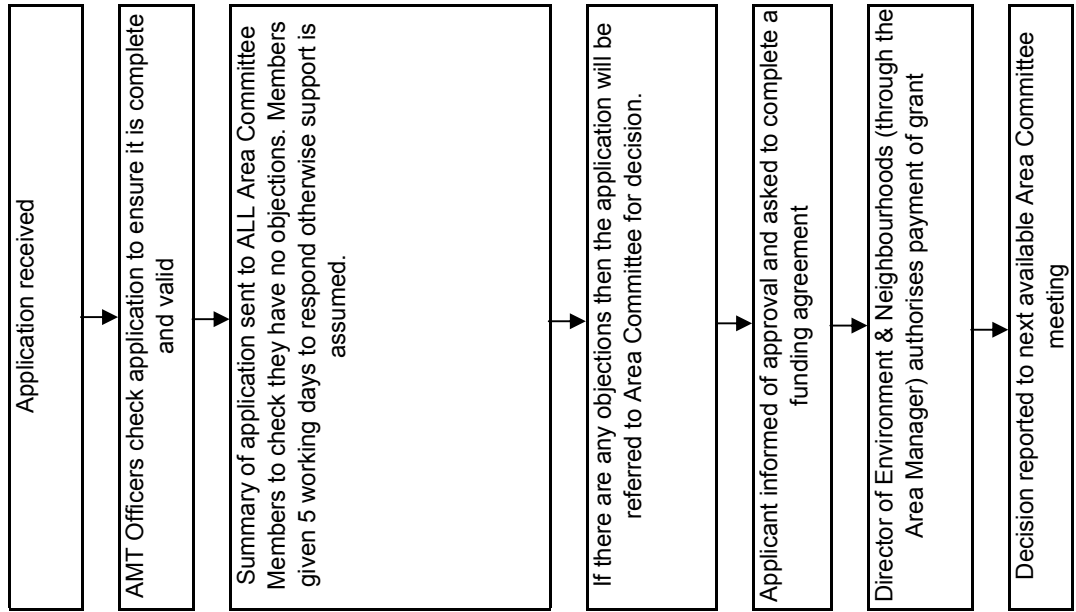 Application received
AMT Officers check application to ensure it is complete
and valid
Summary of application sent to ALL Area Committee
Members to check they have no objections. Members
given 5 working days to respond otherwise support is
assumed.
If there are any objections then the application will be
referred to Area Committee for decision.
Applicant informed of approval and asked to complete a
funding agreement
Director of Environment & Neighbourhoods (through the
Area Manager) authorises payment of grant
Decision reported to next available Area Committee
meeting